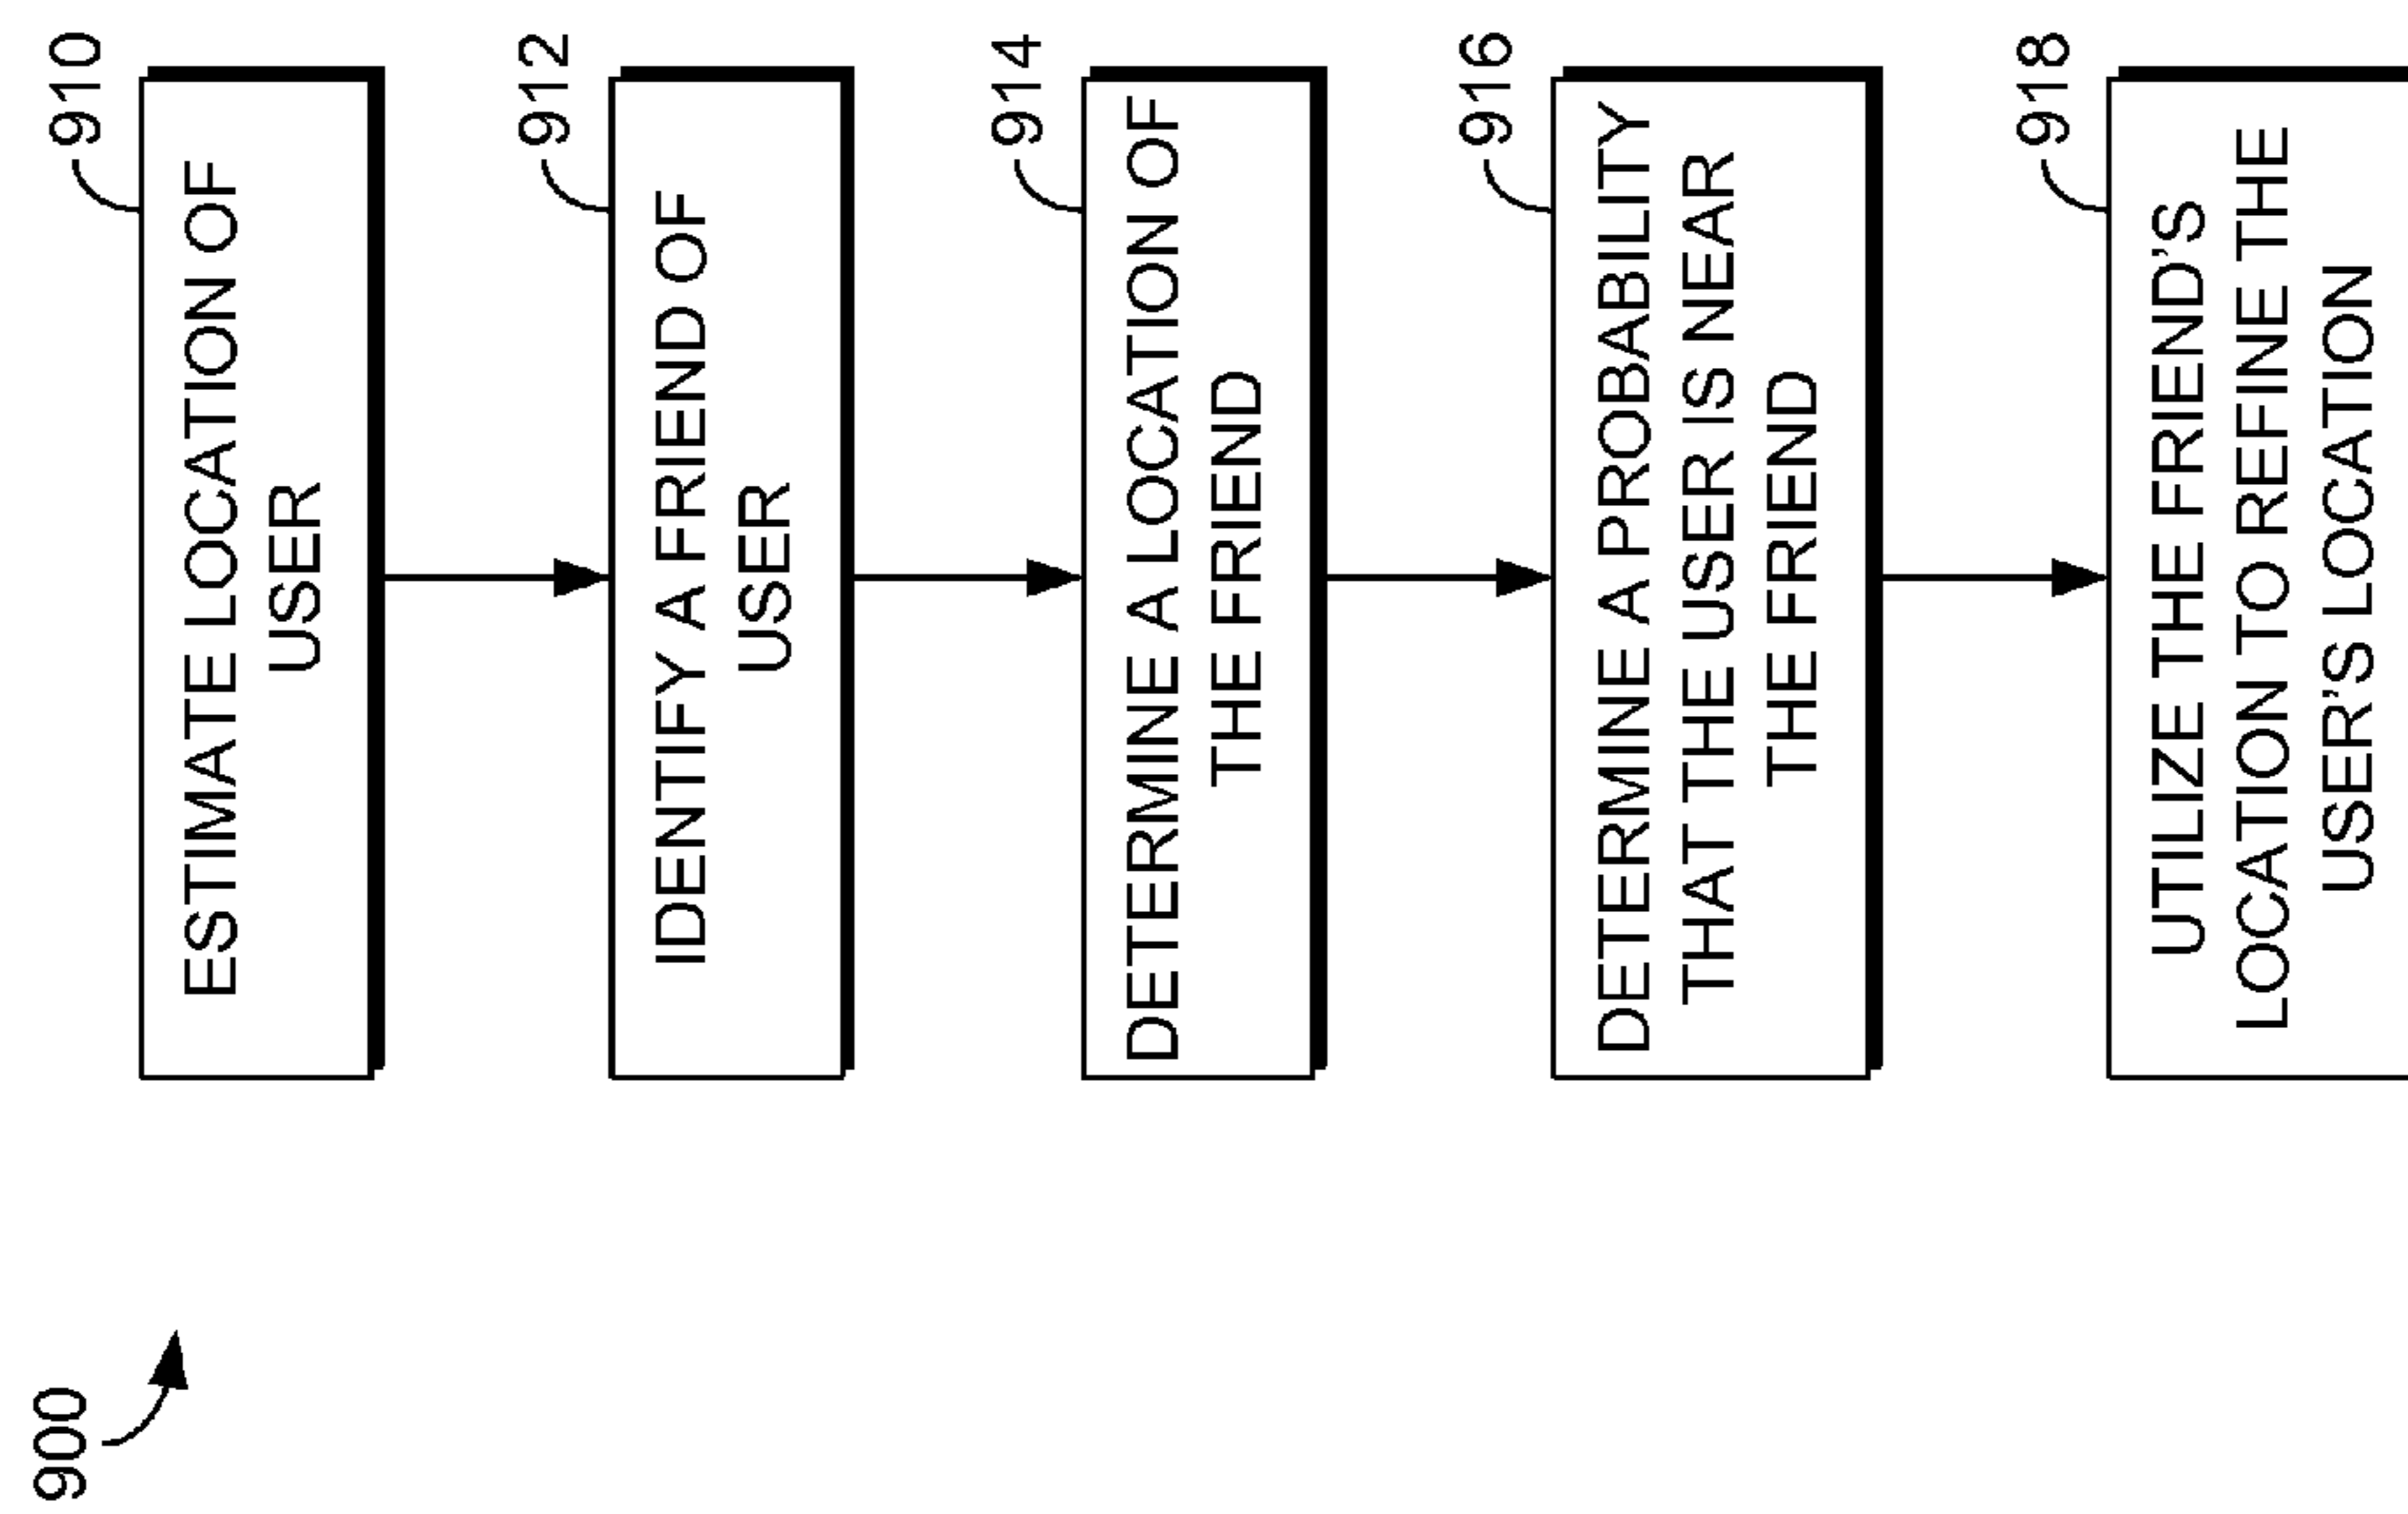 900
910
ESTIMATE LOCATION OF
USER
912
IDENTIFY A FRIEND OF
USER
914
DETERMINE A LOCATION OF
THE FRIEND
916
DETERMINE A PROBABILITY
THAT THE USER IS NEAR
THE FRIEND
918
UTILIZE THE FRIEND'S
LOCATION TO REFINE THE
USER'S LOCATION